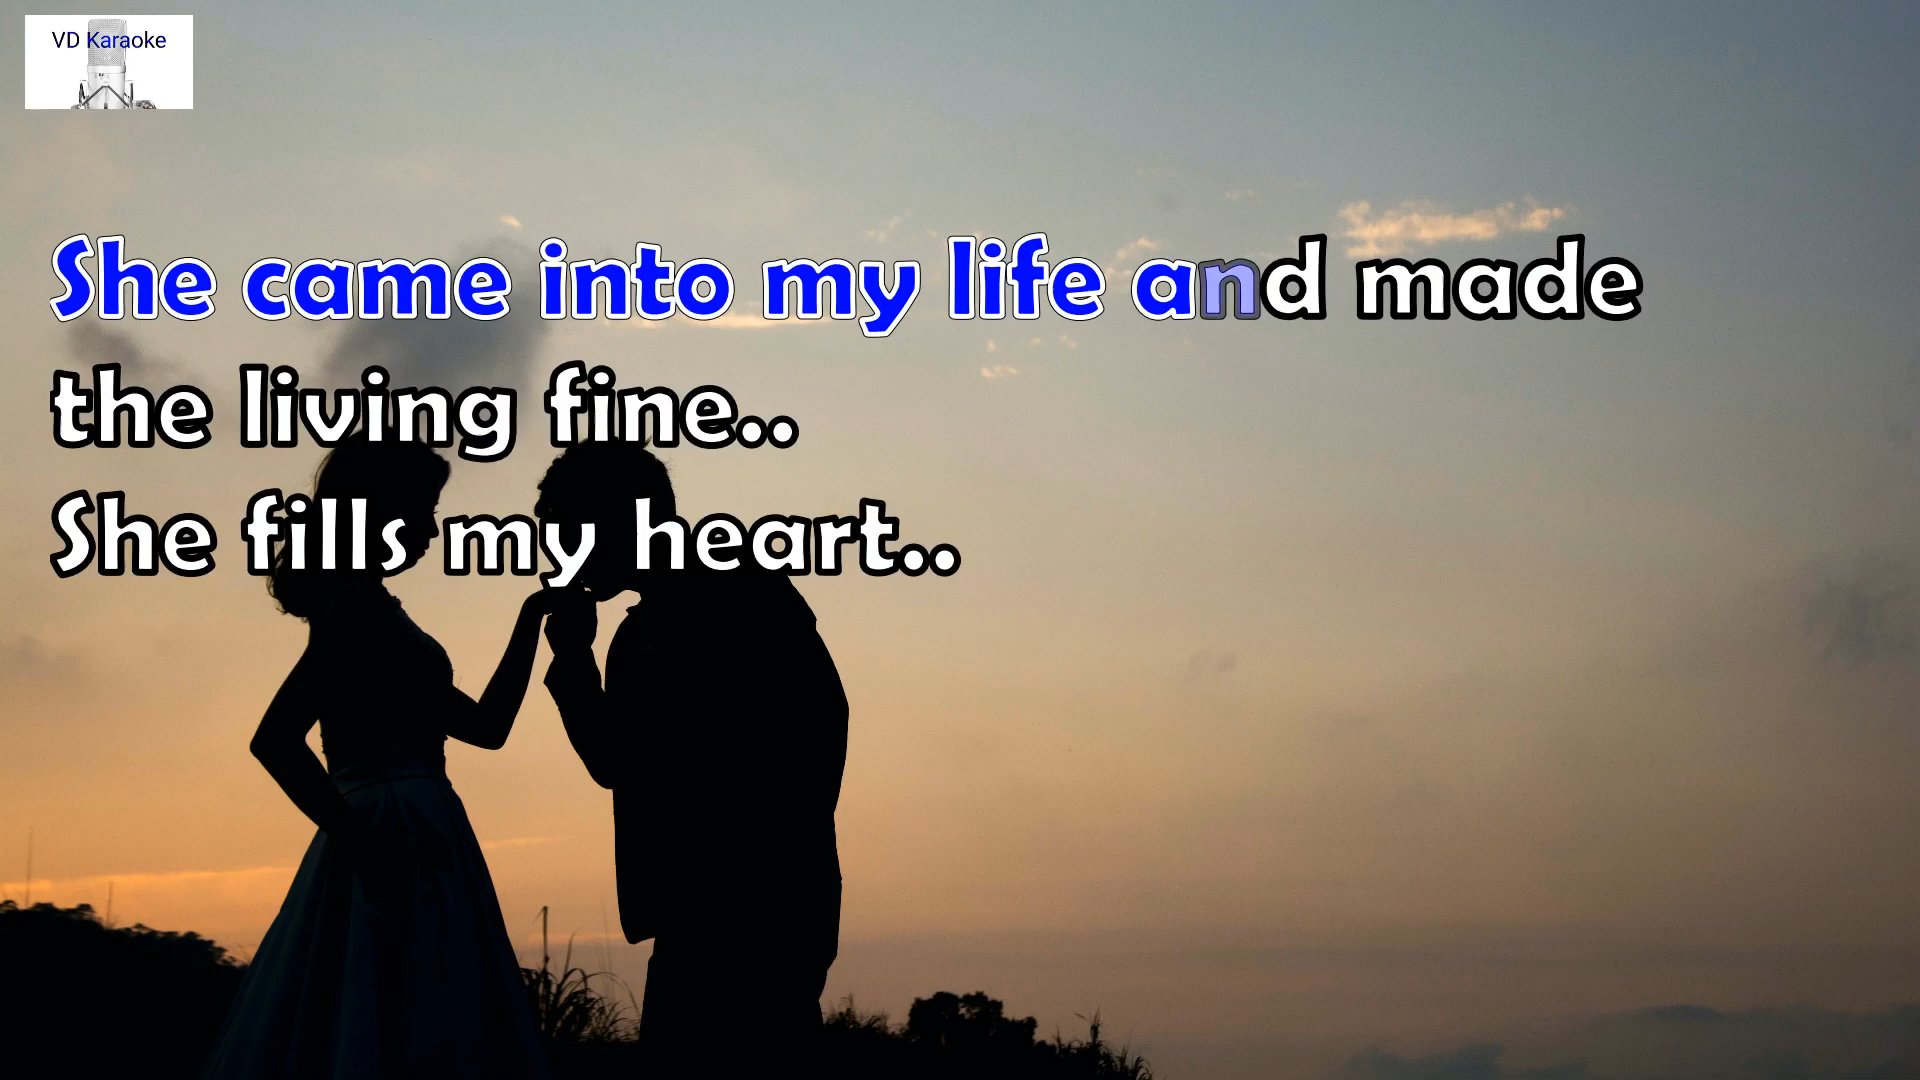 VD Karaoke
She came into my life and made
the living fine..
She fills my heart..